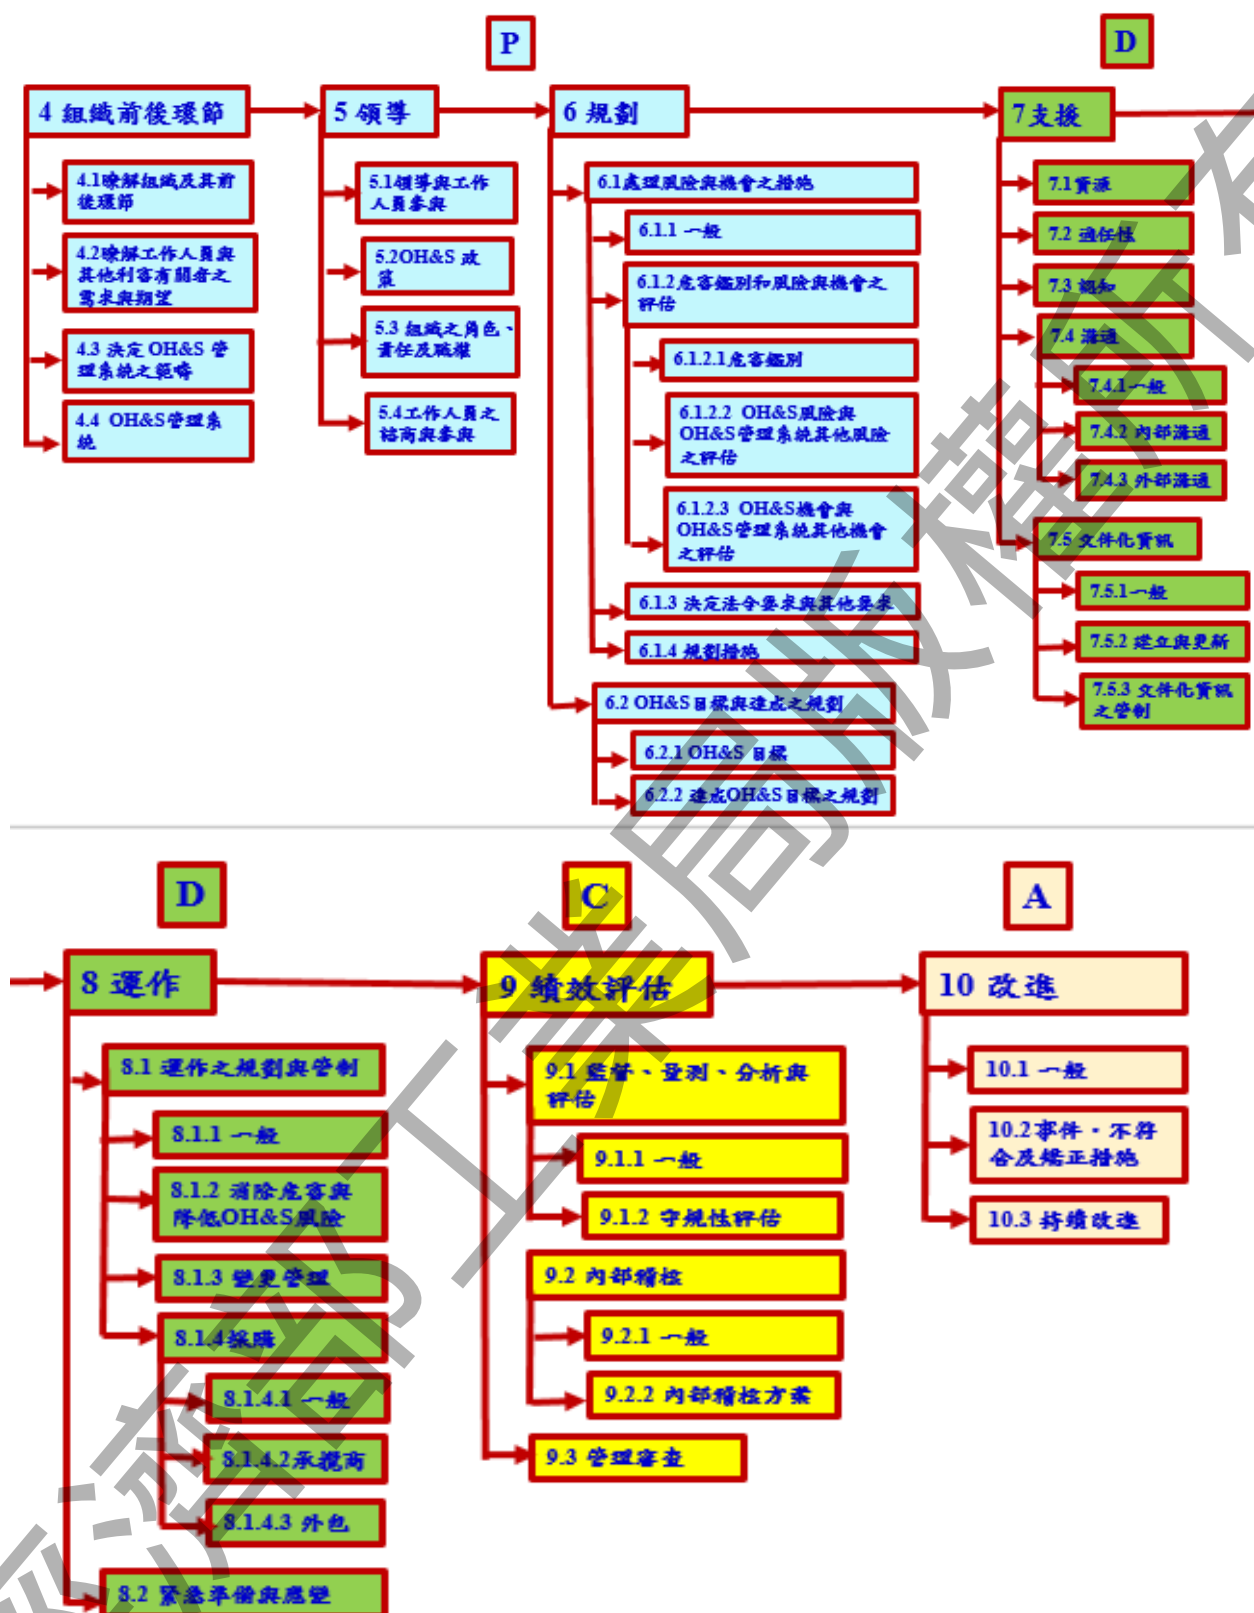 P
D
4 組織前後環節
5 領導
6 規劃
7支援
4.1瞭解組織及其前
後環節
4.2瞭解工作人員與
其他利害有關者之
需求與期望
4.3 決定 OH&S 管
理系統之範疇
4.4 OH&S管理系
統
5.1領導與工作
人員參與
5.2OH&S 政
策
5.3 組織之角色、
責任及職權
5.4工作人員之
諮商與參與
6.1處理風險與機會之措施
6.1.1 一般
6.1.2危害鑑別和風險與機會之
評估
6.1.2.1危害鑑別
6.1.2.2 OH&S風險與
OH&S管理系統其他風險
之評估
6.1.2.3 OH&S機會與
OH&S管理系統其他機會
之評估
6.1.3 決定法令要求與其他要求
6.1.4 規劃措施
6.2 OH&S目標與達成之規劃
6.2.1 OH&S 目標
6.2.2 達成OH&S目標之規劃
7.1資源
7.2 適任性
7.3 認知
7.4 溝通
7.4.1一般
7.4.2 內部溝通
7.4.3 外部溝通
7.5 文件化資訊
7.5.1一般
7.5.2 建立與更新
7.5.3 文件化資訊
之管制
D
C
A
8 運作
9 績效評估
10 改進
8.1 運作之規劃與管制
8.1.1 一般
8.1.2 消除危害與
降低OH&S風險
8.1.3 變更管理
8.1.4採購
8.1.4.1 一般
8.1.4.2承攬商
8.1.4.3 外包
8.2 緊急準備與應變
9.1 監督、量測、分析與
評估
9.1.1 一般
9.1.2 守規性評估
9.2 內部稽核
9.2.1 一般
9.2.2 內部稽核方案
9.3 管理審查
10.1 一般
10.2事件、不符
合及矯正措施
10.3 持續改進
經濟部工業局版權所有